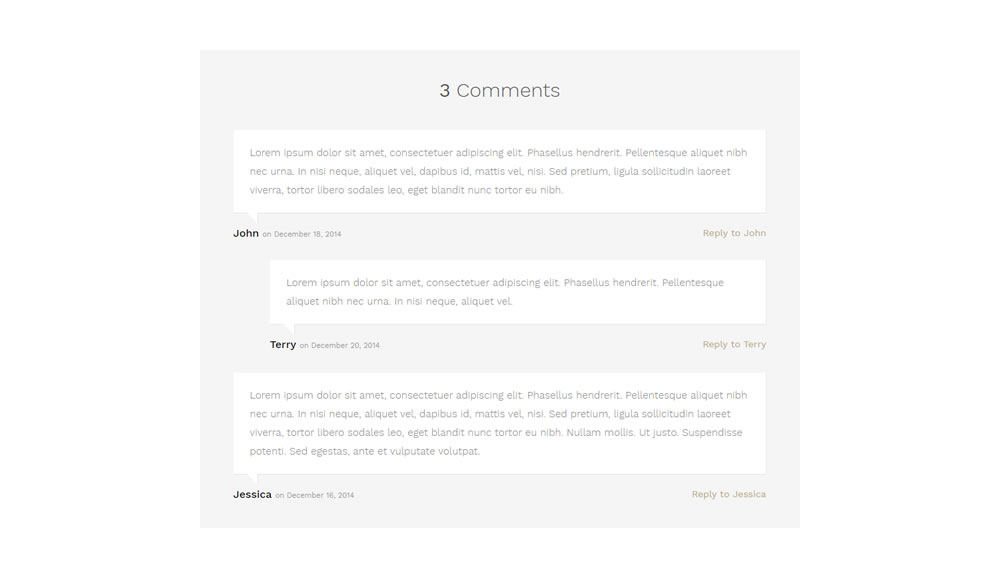 3 Comments
Lorem ipsum dolor sit amet, consectetuer adipiscing elit. Phasellus hendrerit. Pellentesque aliquet nibh
nec urna. In nisi neque, aliquet vel, dapibus id, mattis vel, nisi. Sed pretium, ligula sollicitudin laoreet
viverra, tortor libero sodales leo, eget blandit nunc tortor eu nibh.
John on December 18, 2014 Reply to John
Lorem ipsum dolor sit amet, consectetuer adipiscing elit. Phasellus hendrerit. Pellentesque
aliquet nibh nec urna. In nisi neque, aliquet vel.
Terry on December 20, 2014 Reply to Terry
Lorem ipsum dolor sit amet, consectetuer adipiscing elit. Phasellus hendrerit. Pellentesque aliquet nibh
nec urna. In nisi neque, aliquet vel, dapibus id, mattis vel, nisi. Sed pretium, ligula sollicitudin laoreet
viverra, tortor libero sodales leo, eget blandit nunc tortor eu nibh. Nullam mollis. Ut justo. Suspendisse
potenti. Sed egestas, ante et vulputate volutpat.
Jessica on December 16, 2014 Reply to Jessica